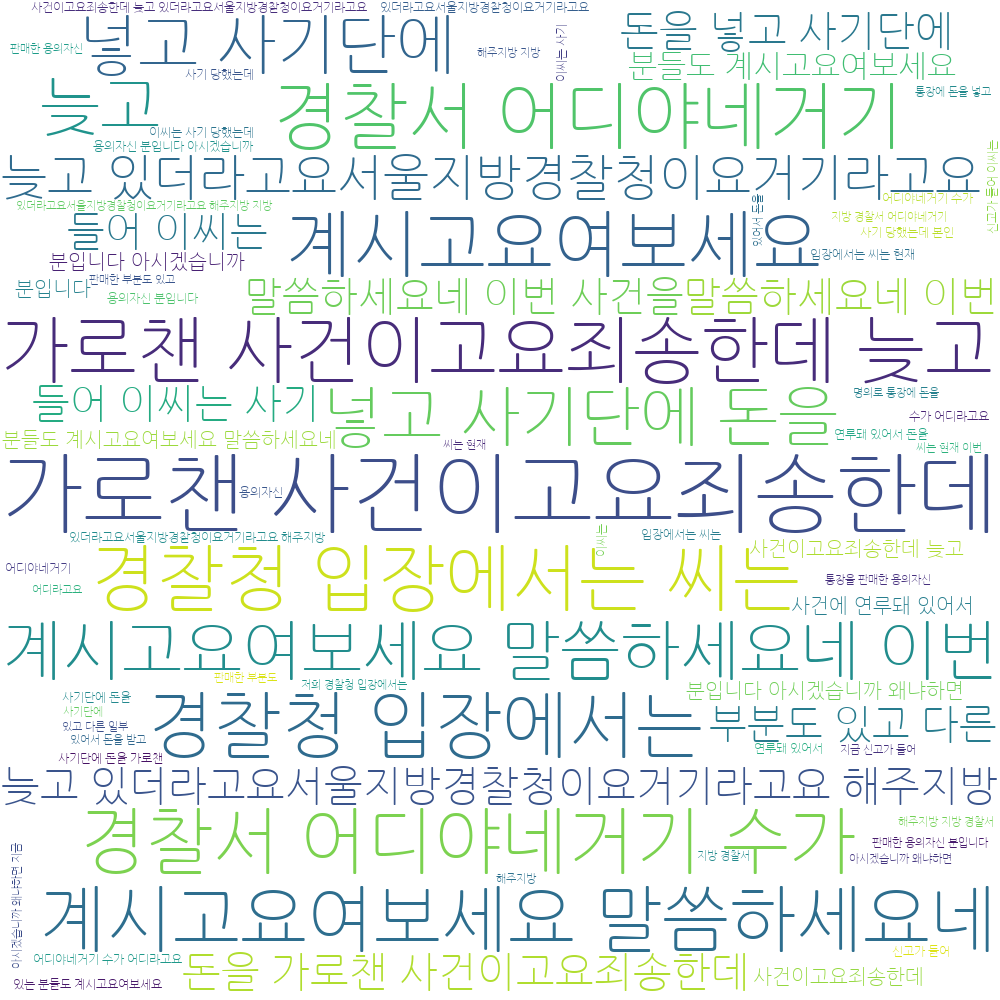 사건이고요죄송한데 늦고 있더라고요서울지방경찰청이요거기라고요
있더라고요서울지방경찰청이요거기라고요
넣고 사기단에
돈을 넣고 사기단에
판매한 용의자신
해주지방 지방
이씨는 사기
분들도 계시고요여보세요
사기 당했는데
늦고
경찰서 어디야네거기
통장에 돈을 넣고
이씨는 사기 당했는데
용의자신 분입니다 아시겠습니까
신고가 들어 이씨는
늦고 있더라고요서울지방경찰청이요거기라고요
있더라고요서울지방경찰청이요거기라고요 해주지방 지방
어디야네거기 수가
있어서 돈을
들어 이씨는
계시고요여보세요
지방 경찰서 어디야네거기
사기 당했는데 본인
분입니다 아시겠습니까
입장에서는 씨는 현재
분입니다
판매한 부분도 있고
용의자신 분입니다
말씀하세요네 이번 사건을말씀하세요네 이번
가로챈 사건이고요죄송한데 늦고
들어 이씨는 사기
넣고 사기단에 돈을
명의로 통장에 돈을
수가 어디라고요
분들도 계시고요여보세요 말씀하세요네
씨는 현재
연루돼 있어서 돈을
씨는 현재 이번
가로챈 사건이고요죄송한데
용의자신
있더라고요서울지방경찰청이요거기라고요 해주지방
이씨는
입장에서는 씨는
사건이고요죄송한데 늦고
경찰청 입장에서는 씨는
어디야네거기
어디라고요
통장을 판매한 용의자신
사건에 연루돼 있어서
계시고요여보세요 말씀하세요네 이번
판매한 부분도
저희 경찰청 입장에서는
분입니다 아시겠습니까 왜냐하면
사기단에 돈을
사기단에
있고 다른 일부
있어서 돈을 받고
사기단에 돈을 가로챈
경찰청 입장에서는
부분도 있고 다른
연루돼 있어서
지금 신고가 들어
늦고 있더라고요서울지방경찰청이요거기라고요 해주지방
경찰서 어디야네거기 수가
해주지방 지방 경찰서
판매한 용의자신 분입니다
지방 경찰서
아시겠습니까 왜냐하면
아시겠습니까 왜냐하면 지금
해주지방
계시고요여보세요 말씀하세요네
신고가 들어
어디야네거기 수가 어디라고요
돈을 가로챈 사건이고요죄송한데
사건이고요죄송한데
있는 분들도 계시고요여보세요